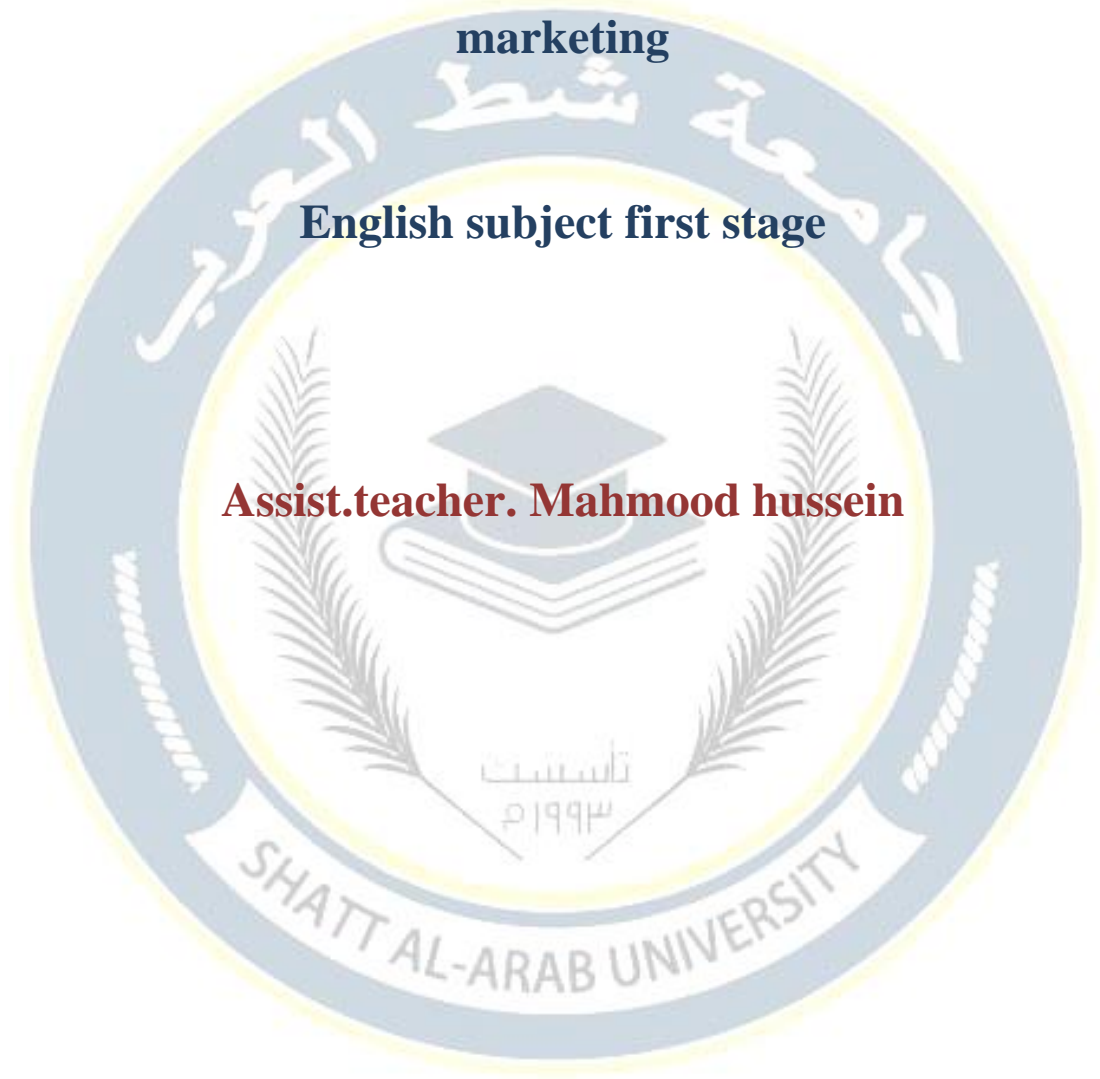 marketing
جامعة شط العرب
English subject first stage
Assist.teacher. Mahmood hussein
تأسست
١٩٩٣م
SHATT AL-ARAB UNIVERSITY